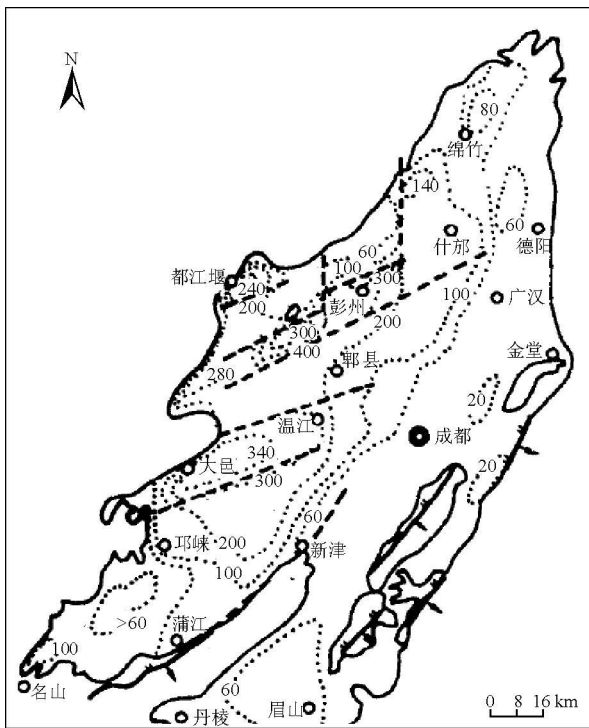 N
80
绵竹
140
60
什邡
德阳
都江堰
60
100
300
240
200
彭州
100
广汉
300
200
400
金堂
280
郫县
20
温江
成都
大邑
340
300
20
60
邛崃
200
新津
100
>60
蒲江
100
名山
60
眉山
丹棱
0 8 16 km